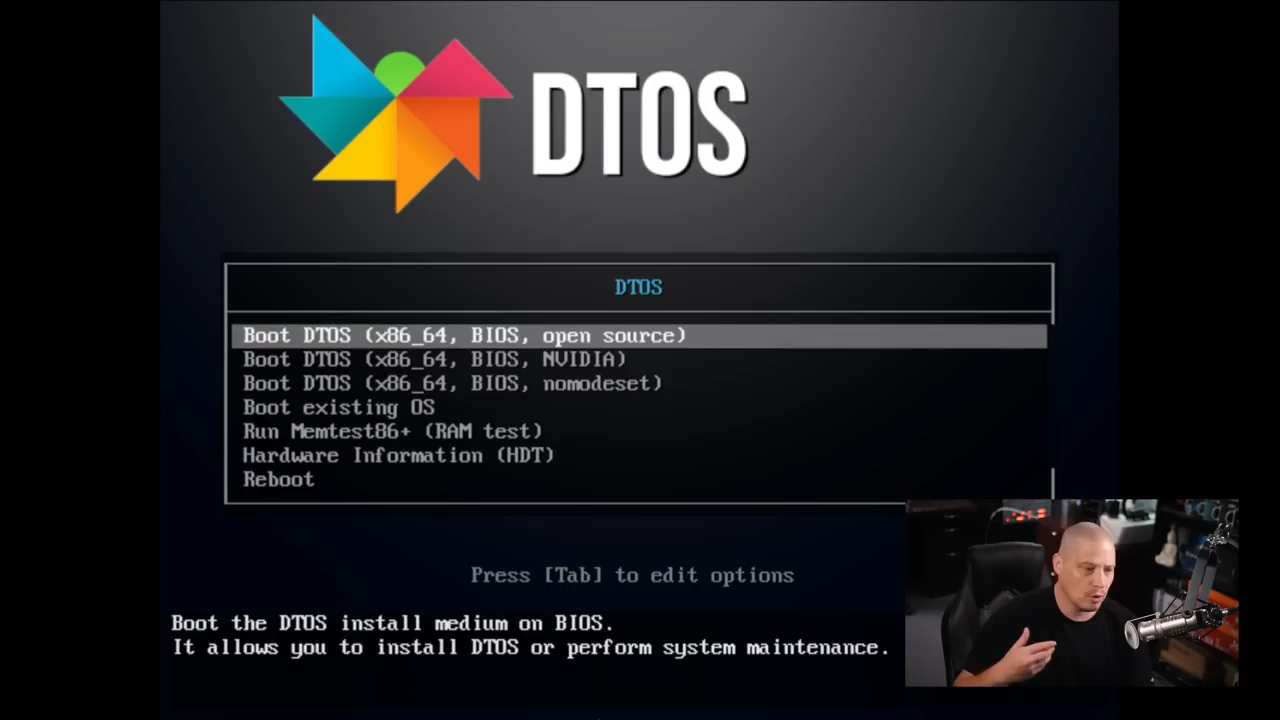 DTOS
DTOS
Boot DTOS (x86_64, BIOS, open source)
Boot DTOS (x86_64, BIOS, NVIDIA)
Boot DTOS (x86_64, BIOS, nomodeset)
Boot existing OS
Run Memtest86+ (RAM test)
Hardware Information (HDT)
Reboot
Press [Tab] to edit options
Boot the DTOS install medium on BIOS.
It allows you to install DTOS or perform system maintenance.